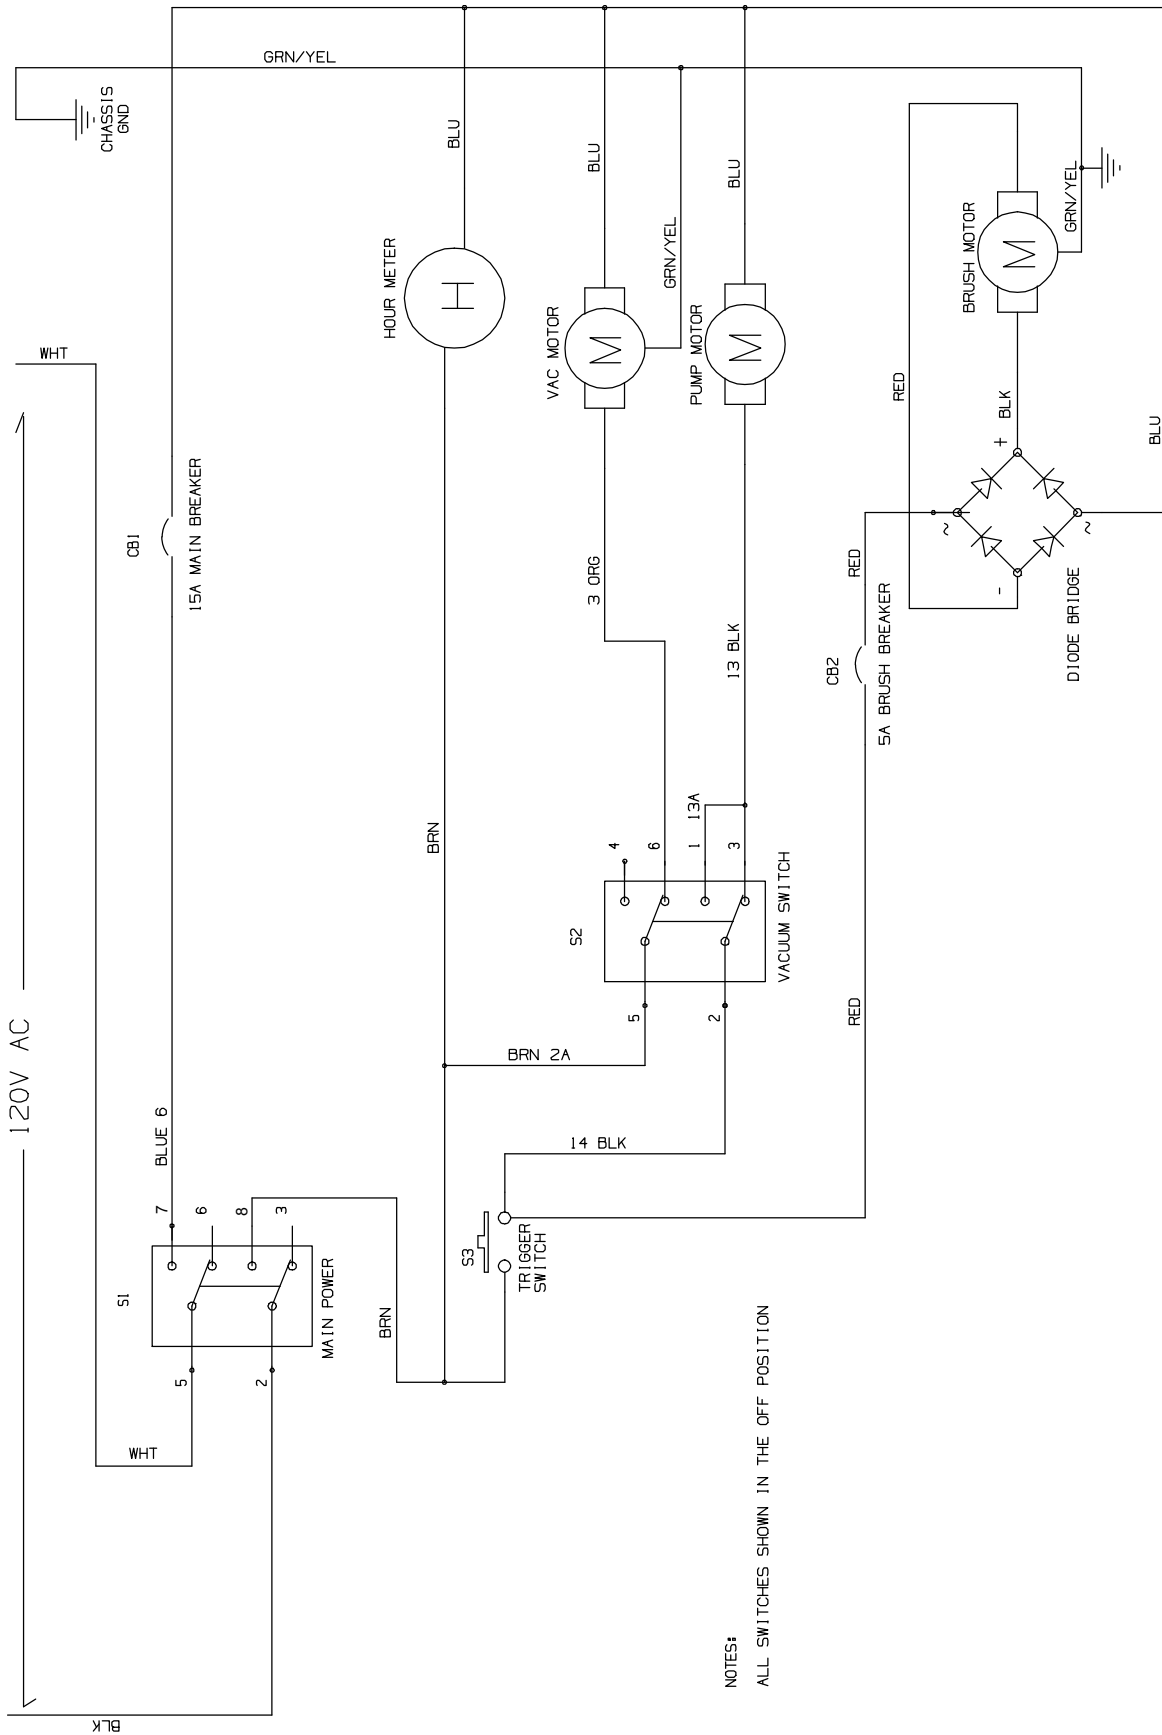 GRN/YEL
CHASSIS
GND
BLU
BLU
BLU
HOUR METER
H
GRN/YEL
VAC MOTOR
M
PUMP MOTOR
M
BRUSH MOTOR
M
GRN/YEL
WHT
120V AC
CB1
15A MAIN BREAKER
RED
BLK
+
BLU
~
~
-
DIODE BRIDGE
3 ORG
13 BLK
RED
CB2
5A BRUSH BREAKER
BRN
13A
4
6
1
3
S2
VACUUM SWITCH
5
2
RED
BRN 2A
BLUE 6
14 BLK
7
6
8
3
S1
MAIN POWER
5
2
S3
TRIGGER
SWITCH
BRN
WHT
BLK
NOTES:
ALL SWITCHES SHOWN IN THE OFF POSITION